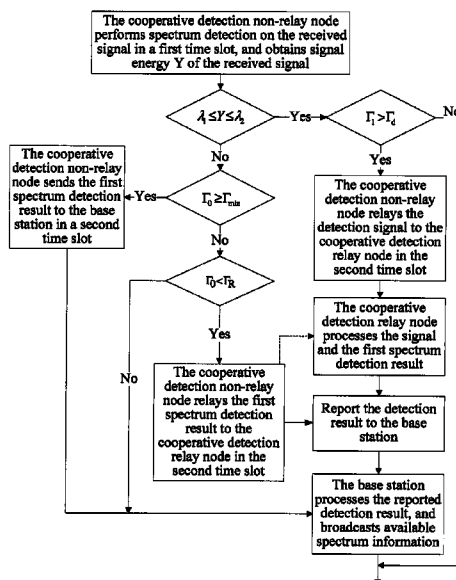 The cooperative detection non-relay node
performs spectrum detection on the received
signal in a first time slot, and obtains signal
energy Y of the received signal
λ₁≤Y≤λ₂
Yes
Γ₁>Γd
No
No
Yes
The cooperative
detection non-relay
node sends the first
spectrum detection
result to the base
station in a second
time slot
Yes
Γ₀≥Γmin
The cooperative
detection non-relay
node relays the
detection signal to the
cooperative detection
relay node in the
second time slot
No
Γ₀<ΓR
No
Yes
The cooperative
detection non-relay
node relays the first
spectrum detection
result to the
cooperative detection
relay node in the
second time slot
The cooperative
detection relay node
processes the signal
and the first spectrum
detection result
Report the detection
result to the base
station
The base station
processes the reported
detection result, and
broadcasts available
spectrum information